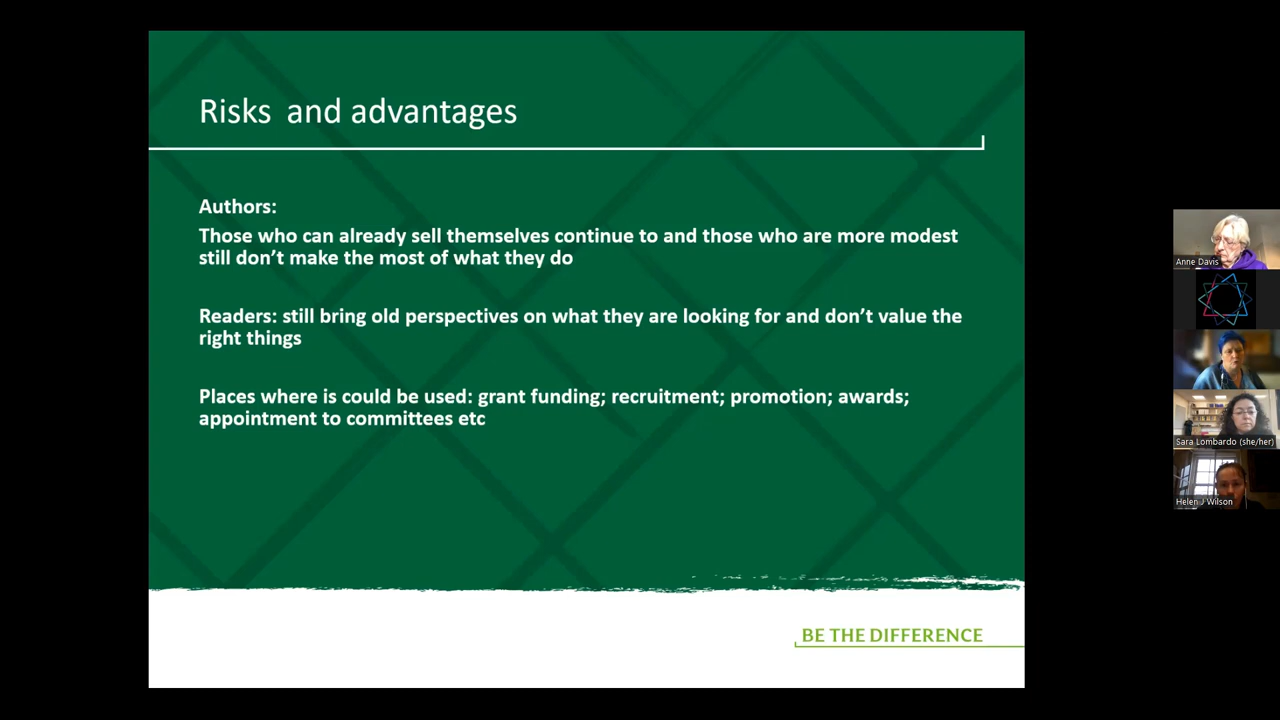 Risks and advantages
Authors:
Those who can already sell themselves continue to and those who are more modest
still don’t make the most of what they do
Readers: still bring old perspectives on what they are looking for and don’t value the
right things
Places where is could be used: grant funding; recruitment; promotion; awards;
appointment to committees etc
BE THE DIFFERENCE
Anne Davis
Sara Lombardo (she/her)
Helen J Wilson